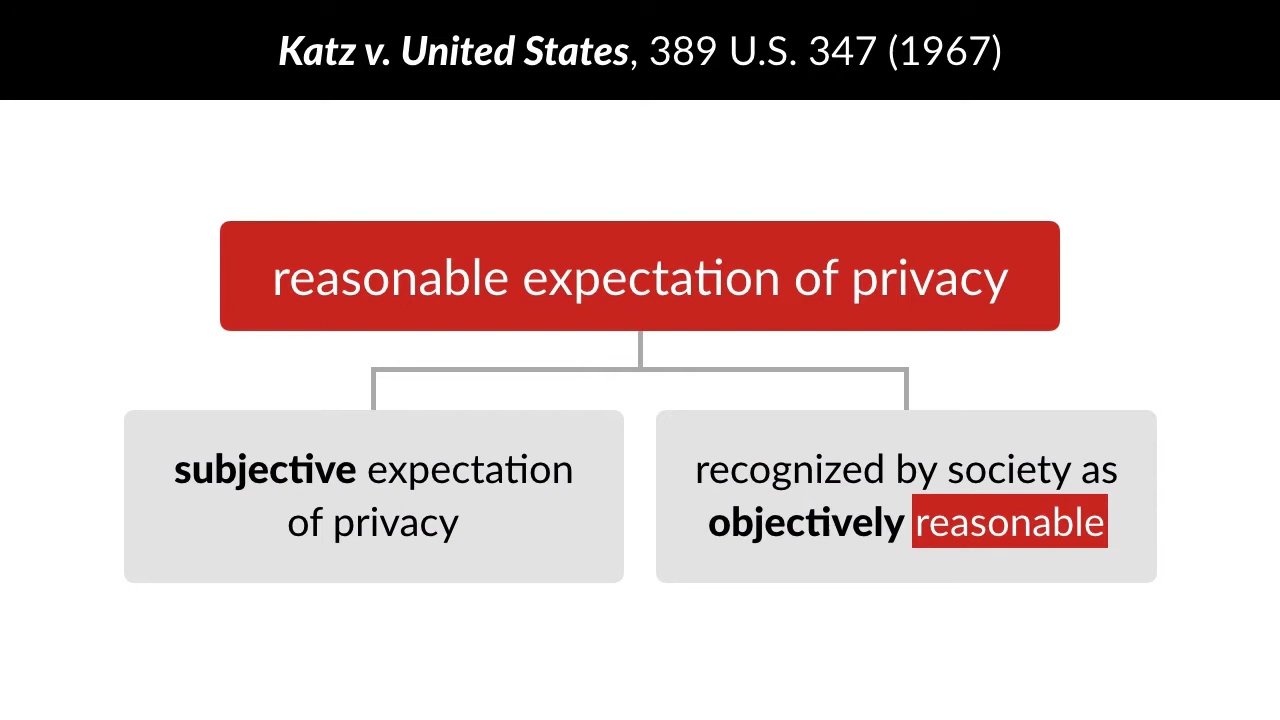 Katz v. United States, 389 U.S. 347 (1967)
reasonable expectation of privacy
subjective expectation
of privacy
recognized by society as
objectively reasonable